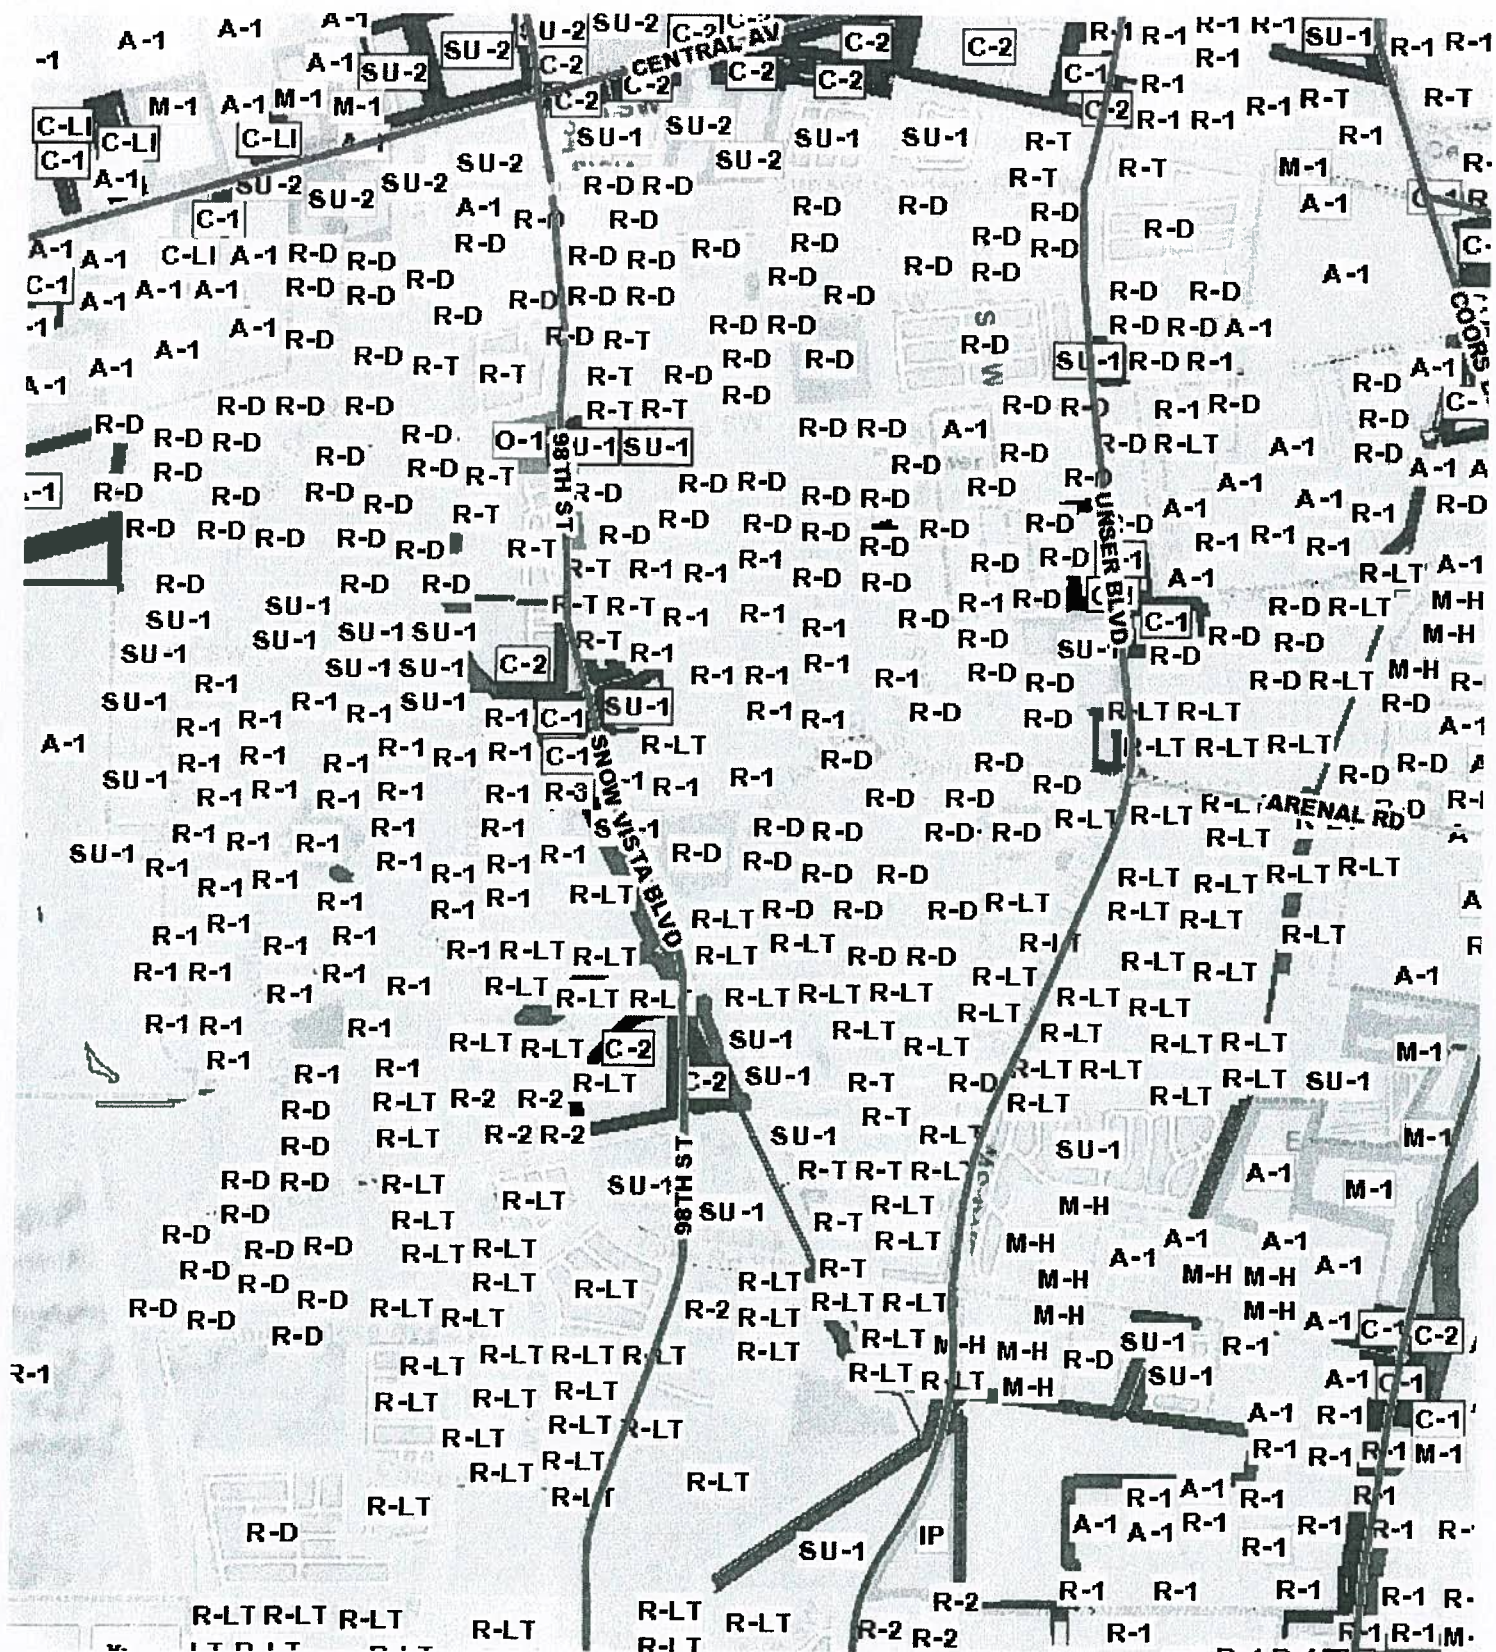 A-1 A-1 A-1 U-2 SU-2 C-2 C-2 R-1 R-1 R-1 R-1 SU-1 R-1 R-1
-1 A-1 SU-2 SU-2 C-2 CENTRAL AV C-2 C-2 C-1 R-1
M-1 A-1 M-1 M-1 C-2 C-2 C-2 C-2 C-2 R-1 R-1 R-1 R-1 R-T R-T
C-LI C-LI C-LI SU-1 SU-2 SU-1 SU-1 R-T R-1
C-1 SU-2 SU-2 R-T M-1 R-
A-1 SU-2 SU-2 SU-2 R-D R-D R-T
C-1 A-1 R-D R-D R-D R-D R-D R-D A-1 C-1 R
A-1 A-1 C-LI A-1 R-D R-D R-D R-D R-D R-D R-D R-D R-D C-
C-1 A-1 A-1 A-1 R-D R-D R-D R-D R-D R-D R-D R-D R-D R-D R-D R-D A-1
-1 A-1 R-D R-D R-D R-T R-D R-D R-D R-D R-D A-1 COORS
A-1 A-1 R-D R-T R-T R-T R-D R-D R-D SU-1 R-D R-1 R-D A-1
A-1 R-D R-D R-D R-T R-T R-D R-D R-D R-1 R-D R-D C-
R-D R-D R-D R-D O-1 U-1 SU-1 R-D R-D A-1 R-D R-D R-LT A-1 R-D
R-D R-D R-D R-T 98TH ST R-D R-D R-D R-D R-D A-1 A-1 A
-1 R-D R-D R-D R-D R-T R-D R-D R-D R-D R-D A-1 A-1 R-1 R-D
R-D R-D R-D R-D R-D R-T R-D R-D R-D R-D R-D R-D UNSER BLVD -D R-1 R-1 R-1
R-D R-D R-D R-T R-1 R-1 R-1 R-D R-D R-D R-D -1 A-1 R-LT A-1
SU-1 SU-1 R-T R-T R-1 R-1 R-1 R-D R-1 R-D C-1 R-D R-LT M-H
SU-1 SU-1 SU-1 R-T R-1 R-D SU- R-D R-D R-D M-H
SU-1 SU-1 SU-1 C-2 R-1 R-1 R-1 R-1 R-D R-D R-D R-LT M-H R-
SU-1 R-1 R-1 R-1 SU-1 R-1 C-1 SU-1 R-1 R-1 R-D R-D R-LT R-LT R-D
A-1 R-1 R-1 R-1 R-1 R-1 R-1 C-1 R-LT R-D R-D R-LT R-LT R-LT A-1
SU-1 R-1 R-1 R-1 R-1 R-1 R-3 SNOW VISTA BLVD -1 R-1 R-1 R-D R-D R-D R-D R-D
R-1 R-1 R-1 R-1 R-1 -1 R-D R-D R-D R-D R-LT R-LT ARENAL RD
SU-1 R-1 R-1 R-1 R-1 R-1 R-1 R-D R-D R-D R-D R-LT R-LT R-LT R-LT R-LT
R-1 R-1 R-1 R-1 R-1 R-LT R-LT R-D R-D R-D R-LT R-LT R-LT A
R-1 R-1 R-1 R-1 R-LT R-LT R-LT R-LT R-D R-D R-LT R-LT R-LT R
R-1 R-1 R-1 R-1 R-1 R-LT R-LT R-LT R-LT R-LT R-LT R-LT R-LT R-LT A-1
R-1 R-1 R-1 R-LT R-LT C-2 SU-1 R-LT R-LT R-LT R-LT R-LT R-LT M-1
R-1 R-1 R-1 R-LT C-2 SU-1 R-T R-D R-LT R-LT R-LT SU-1
R-D R-LT R-2 R-2 R-T R-LT R-LT
R-D R-LT R-2 R-2 SU-1 R-LT SU-1 M-1
R-D R-D R-LT R-LT SU-1 98TH ST R-T R-T R-LT A-1 M-1
R-D R-D R-LT SU-1 R-T R-LT M-H
R-D R-D R-LT R-LT R-LT M-H A-1 A-1 A-1
R-D R-D R-LT R-LT R-LT R-T M-H M-H M-H A-1
R-D R-D R-D R-LT R-LT R-2 R-LT R-LT R-LT M-H M-H A-1 C-1 C-2
R-D R-LT R-LT R-LT R-LT R-LT M-H M-H R-D SU-1 R-1
R-1 R-LT R-LT R-LT M-H SU-1 A-1 C-1
R-LT R-LT R-LT R-LT R-LT A-1 R-1 C-1
R-LT R-LT R-LT R-1 R-1 R-1 M-1
R-LT R-LT R-LT R-1 A-1 R-1 R-1
R-D SU-1 IP A-1 A-1 R-1 R-1 R-1 R-1
R-2 R-1 R-1 R-1 R-1 R-
R-LT R-LT R-LT R-LT R-LT R-LT R-2 R-2 R-1 R-1 R-1 M-